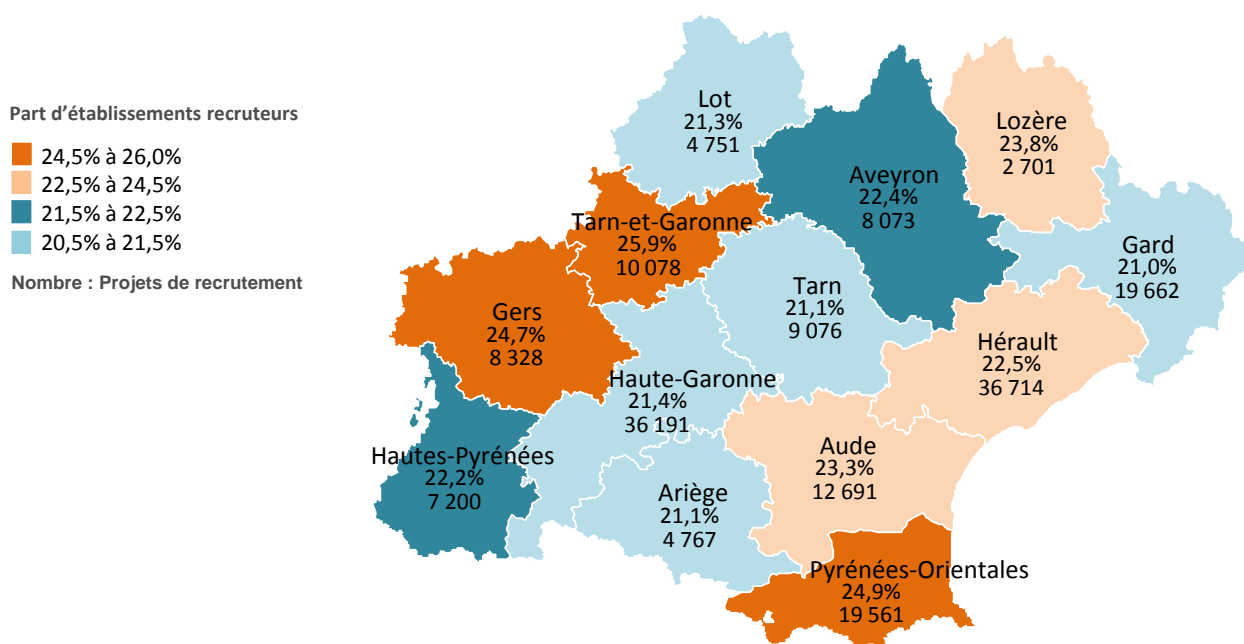 Part d'établissements recruteurs
24,5% à 26,0%
22,5% à 24,5%
21,5% à 22,5%
20,5% à 21,5%
Nombre : Projets de recrutement
Lot
21,3%
4 751
Lozère
23,8%
2 701
Aveyron
22,4%
8 073
Tarn-et-Garonne
25,9%
10 078
Gard
21,0%
19 662
Tarn
21,1%
9 076
Gers
24,7%
8 328
Hérault
22,5%
36 714
Haute-Garonne
21,4%
36 191
Aude
23,3%
12 691
Hautes-Pyrénées
22,2%
7 200
Ariège
21,1%
4 767
Pyrénées-Orientales
24,9%
19 561